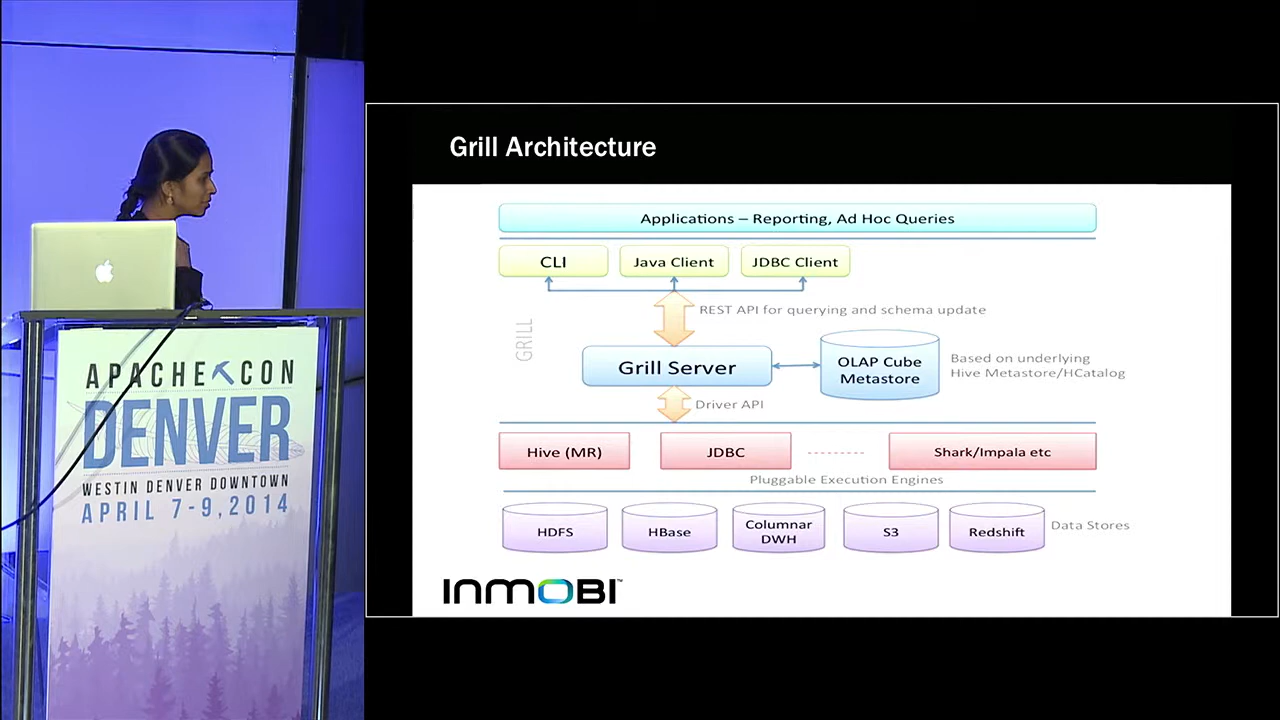 APACHE CON
DENVER
WESTIN DENVER DOWNTOWN
APRIL 7-9, 2014
Grill Architecture
Applications – Reporting, Ad Hoc Queries
CLI
Java Client
JDBC Client
REST API for querying and schema update
GRILL
Grill Server
OLAP Cube
Metastore
Based on underlying
Hive Metastore/HCatalog
Driver API
Hive (MR)
JDBC
Shark/Impala etc
Pluggable Execution Engines
HDFS
HBase
Columnar
DWH
S3
Redshift
Data Stores
INMOBI™